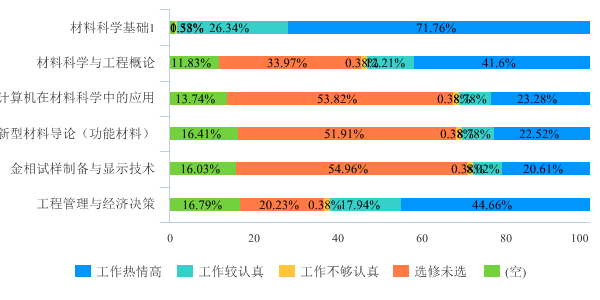 材料科学基础1 26.34% 71.76%
材料科学与工程概论 11.83% 33.97% 0.38% 12.21% 41.6%
计算机在材料科学中的应用 13.74% 53.82% 0.38% 23.28%
新型材料导论（功能材料） 16.41% 51.91% 0.38% 8.78% 22.52%
金相试样制备与显示技术 16.03% 54.96% 0.38% 8.02% 20.61%
工程管理与经济决策 16.79% 20.23% 0.38% 17.94% 44.66%
0 20 40 60 80 100
工作热情高 工作较认真 工作不够认真 选修未选 (空)